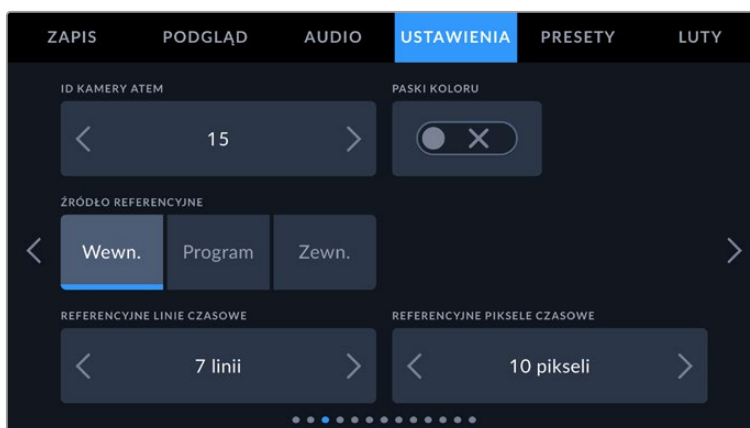 ZAPIS PODGLĄD AUDIO USTAWIENIA PRESETY LUTY
ID KAMERY ATEM PASKI KOLORU
15
ŹRÓDŁO REFERENCYJNE
Wewn. Program Zewn.
REFERENCYJNE LINIE CZASOWE REFERENCYJNE PIKSELE CZASOWE
7 linii 10 pikseli